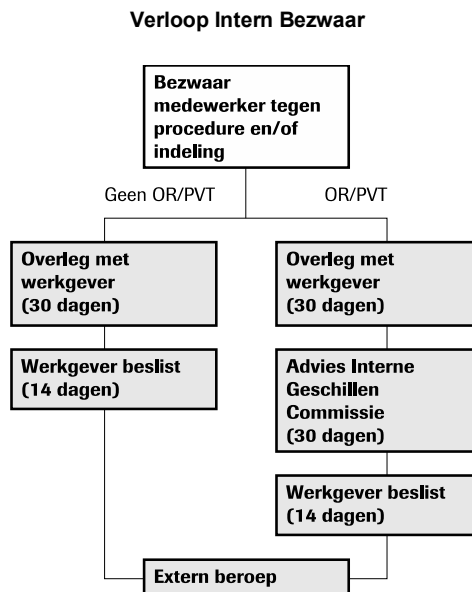 Verloop Intern Bezwaar
Bezwaar
medewerker tegen
procedure en/of
indeling
Geen OR/PVT
OR/PVT
Overleg met
werkgever
(30 dagen)
Overleg met
werkgever
(30 dagen)
Werkgever beslist
(14 dagen)
Advies Interne
Geschillen
Commissie
(30 dagen)
Werkgever beslist
(14 dagen)
Extern beroep